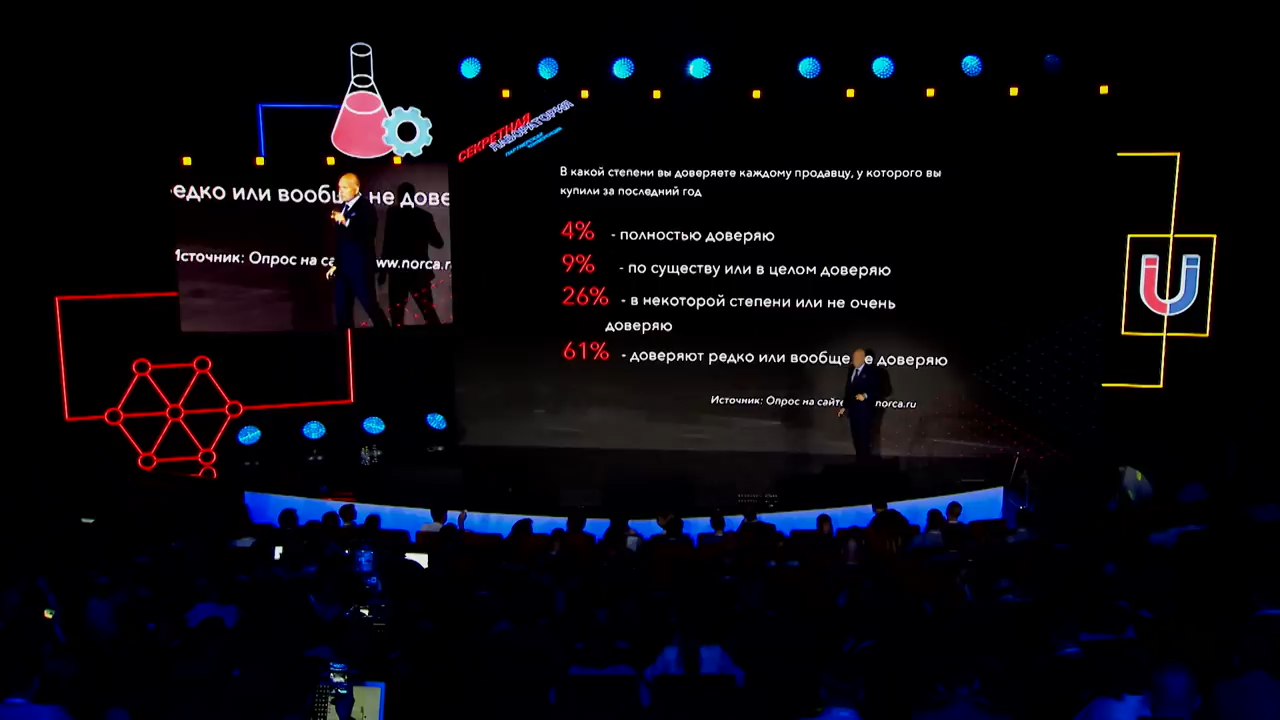 СЕКРЕТНАЯ
ЛАБОРАТОРИЯ
В какой степени вы доверяете каждому продавцу, у которого вы
купили за последний год
4% - полностью доверяю
9% - по существу или в целом доверяю
26% - в некоторой степени или не очень
доверяю
61% - доверяют редко или вообще не доверяю
Источник: Опрос на сайте norca.ru
едко или вообщ не дове
Источник: Опрос на са ww.norca.r